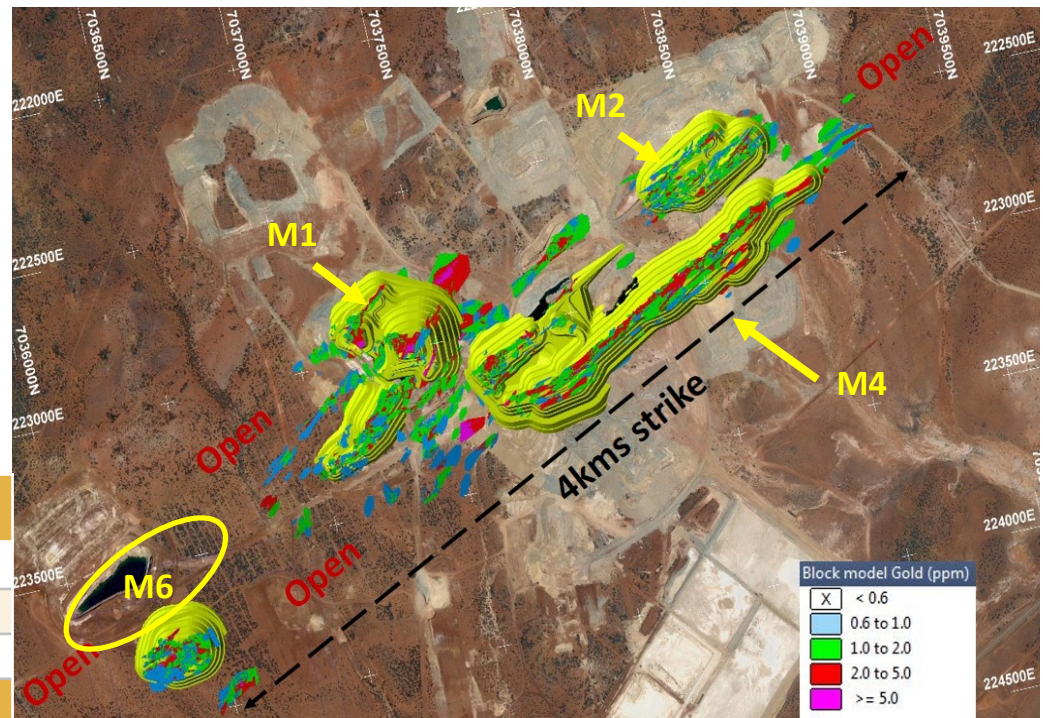 7036500N
7037000N
7037500N
7038000N
7038500N
7039000N
7039500N
222500E
Open
222000E
M2
223000E
M1
222500E
7036000N
223500E
M4
223000E
Open
4kms strike
224000E
Open
223500E
M6
Open
224500E
Block model Gold (ppm)
X < 0.6
0.6 to 1.0
1.0 to 2.0
2.0 to 5.0
>= 5.0